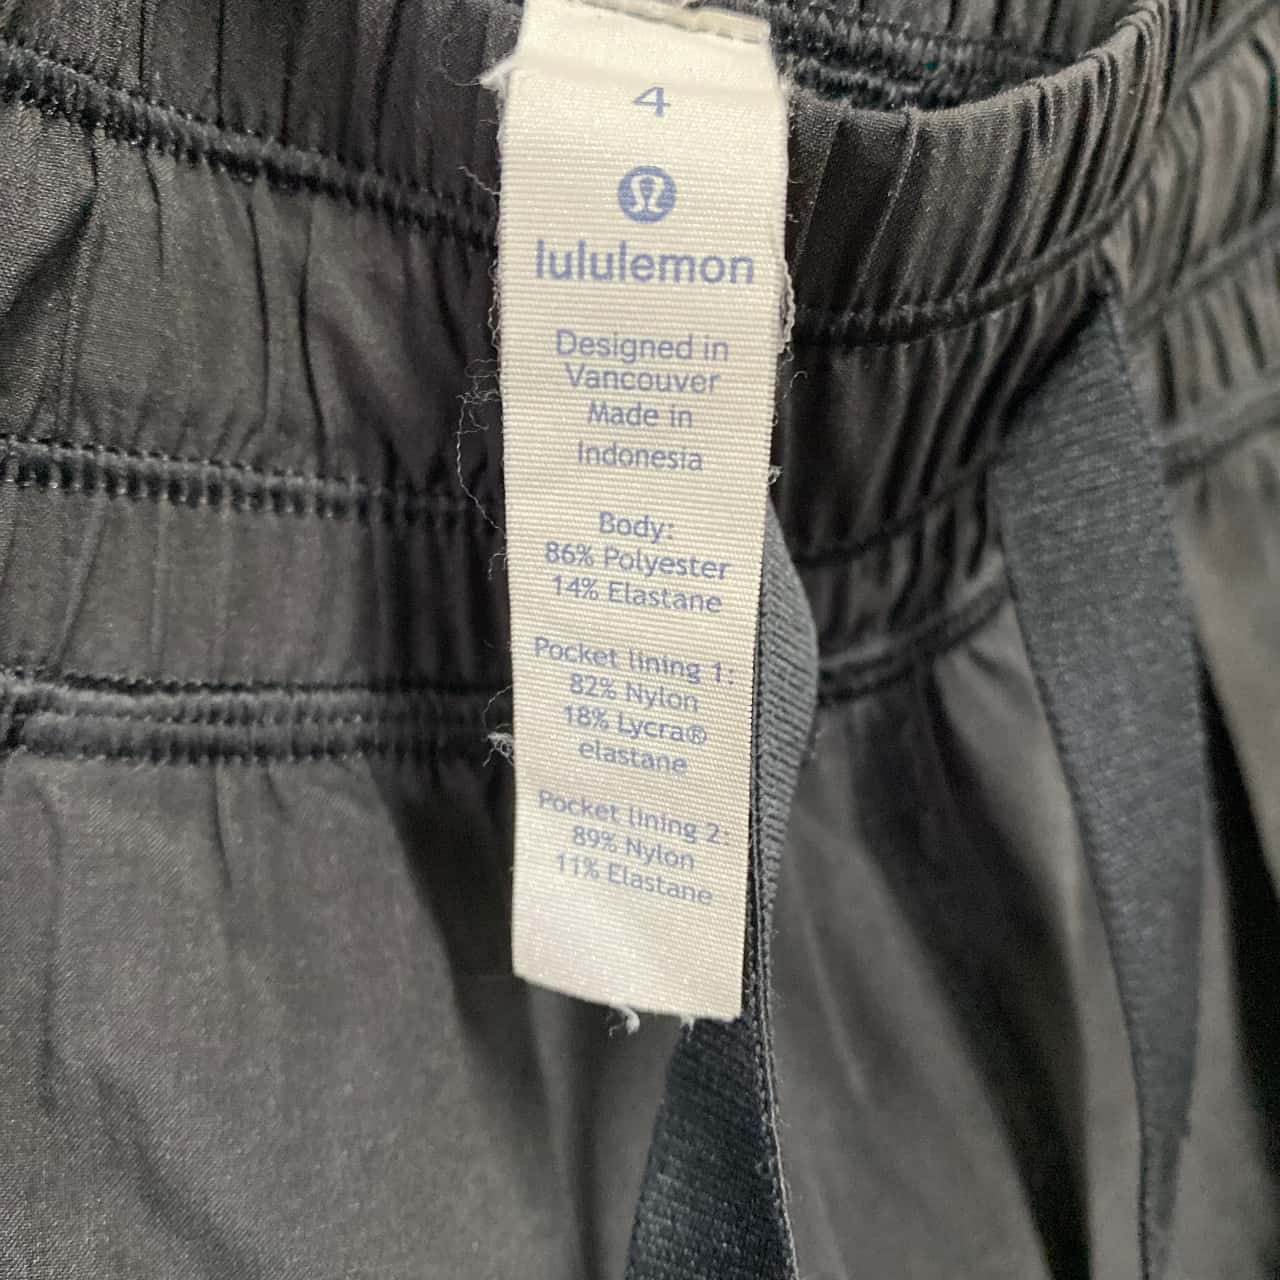 4
lululemon
Designed in
Vancouver
Made in
Indonesia
Body:
86% Polyester
14% Elastane
Pocket lining 1:
82% Nylon
18% Lycra®
elastane
Pocket lining 2:
89% Nylon
11% Elastane